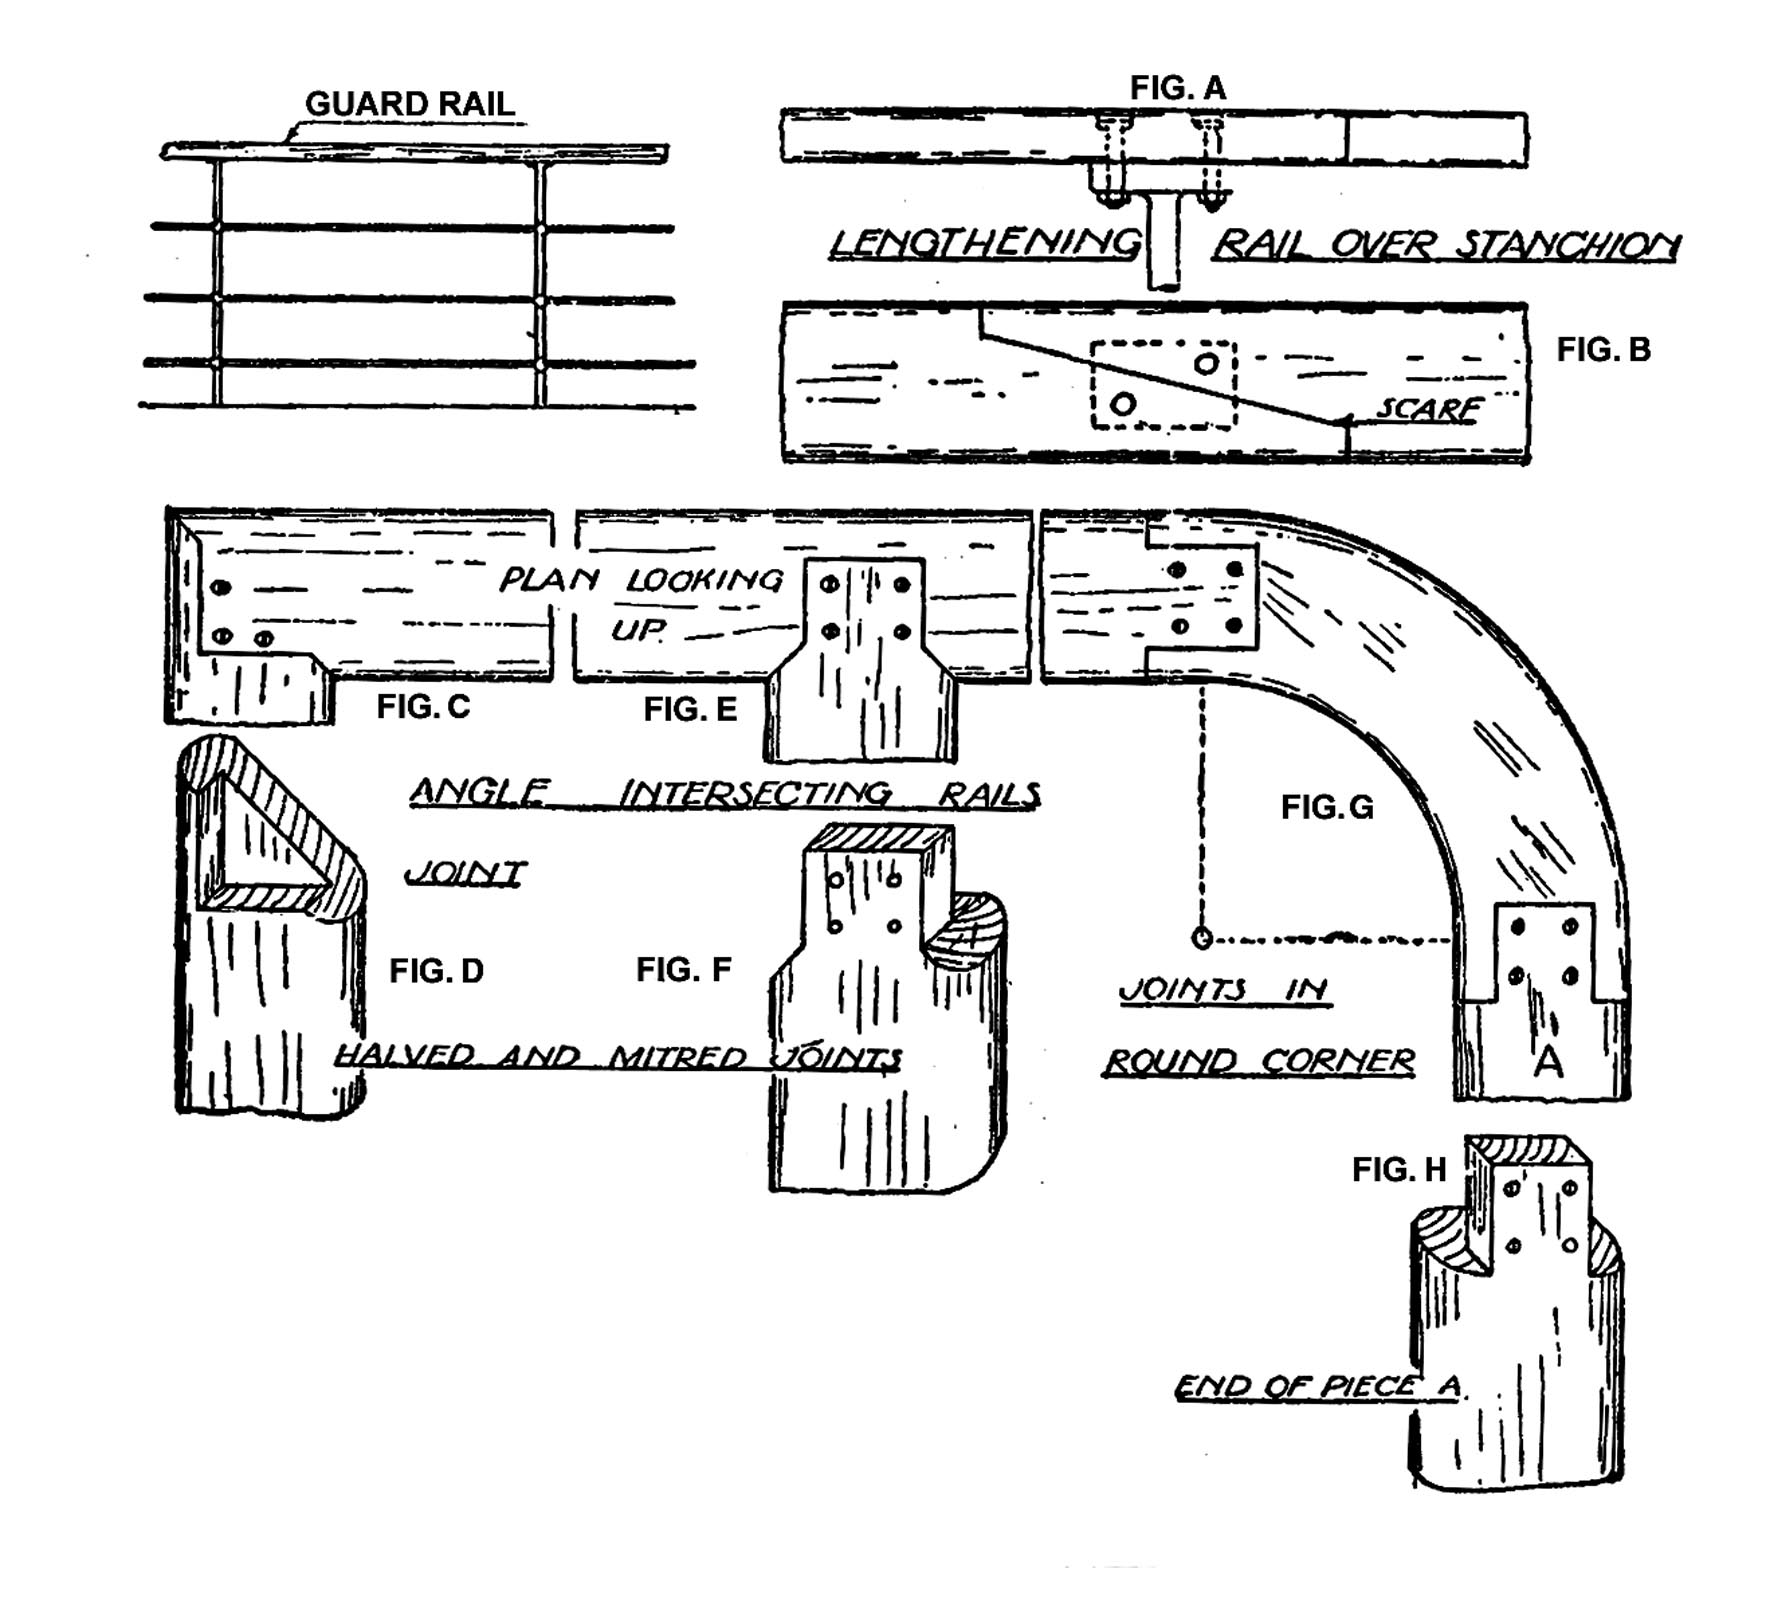 GUARD RAIL
FIG. A
LENGTHENING RAIL OVER STANCHION
FIG. B
SCARF
PLAN LOOKING
UP.
FIG. C
FIG. E
ANGLE INTERSECTING RAILS
JOINT
FIG. G
FIG. D
FIG. F
JOINTS IN
HALVED AND MITRED JOINTS
ROUND CORNER
A
FIG. H
END OF PIECE A.